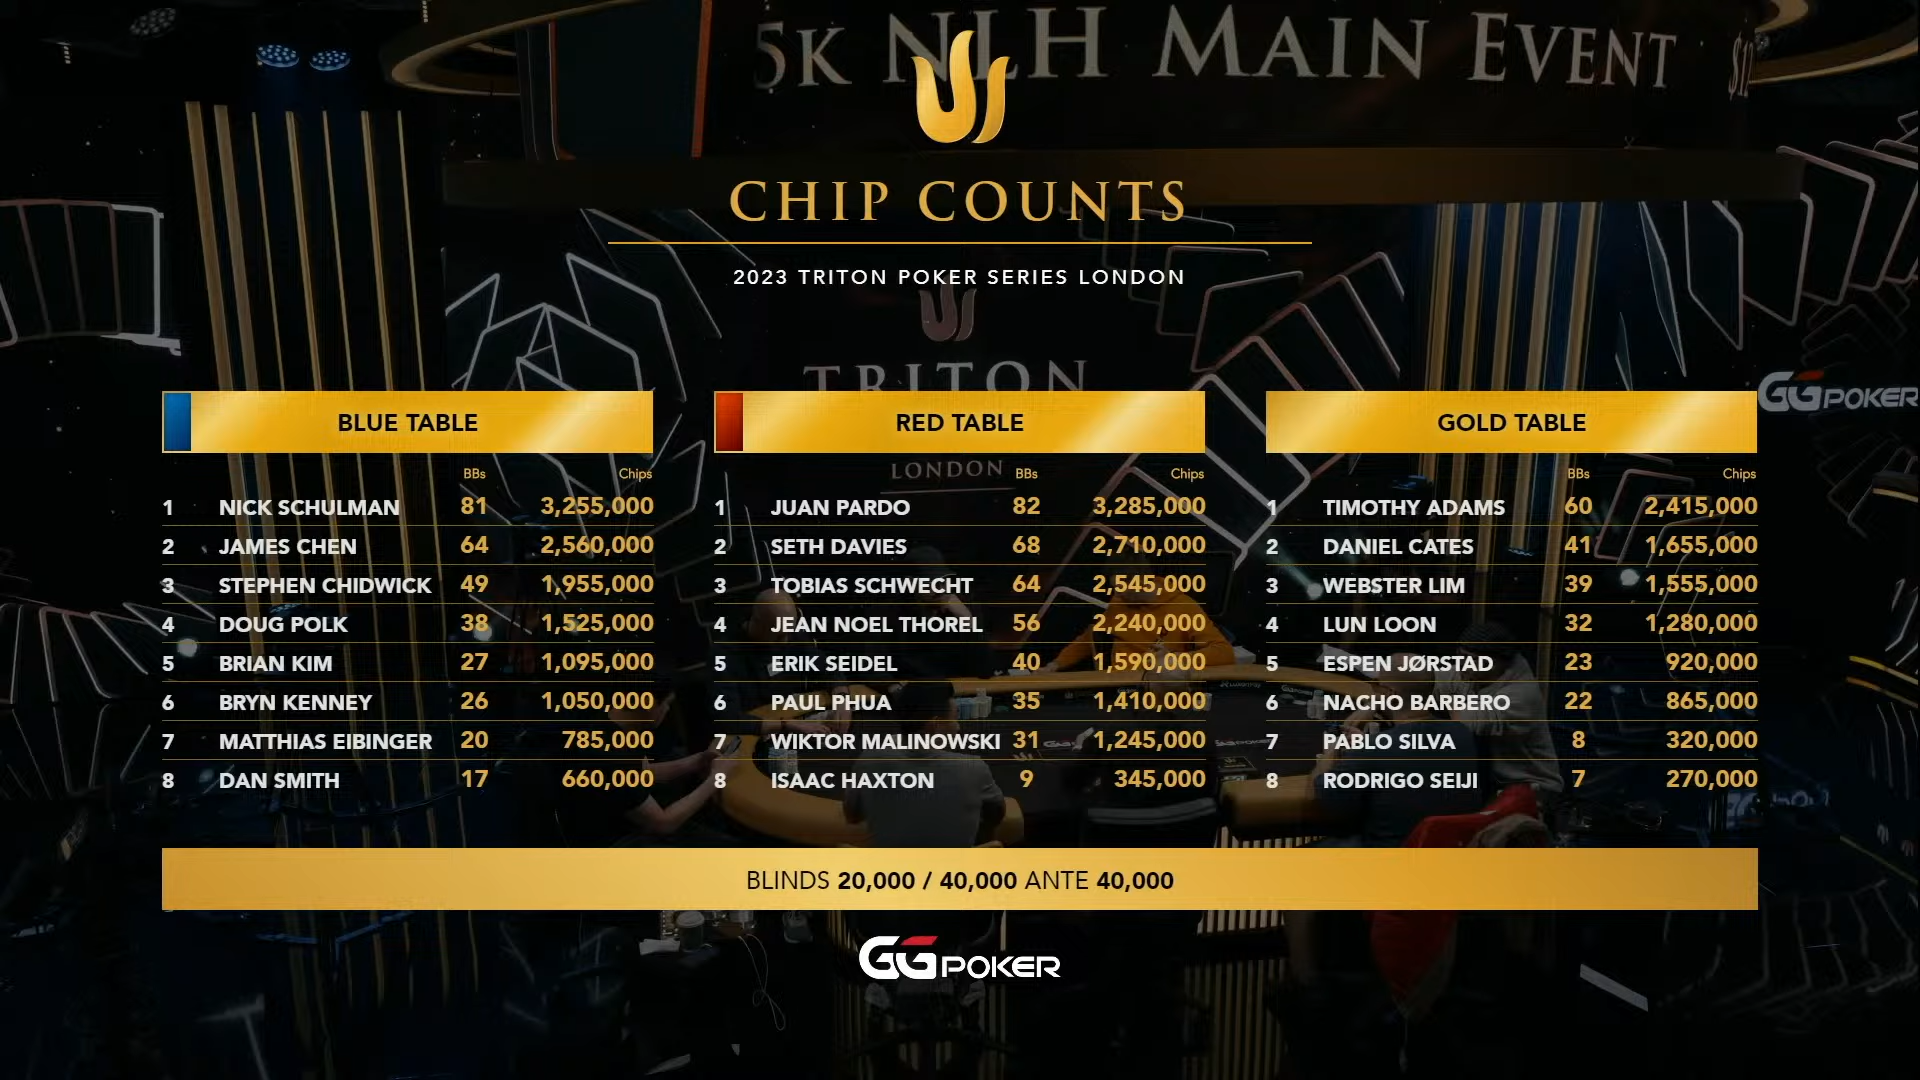 5K NLH MAIN EVENT
CHIP COUNTS
2023 TRITON POKER SERIES LONDON
TRITON
LONDON
GGPOKER
BLUE TABLE
BBs Chips
1 NICK SCHULMAN 81 3,255,000
2 JAMES CHEN 64 2,560,000
3 STEPHEN CHIDWICK 49 1,955,000
4 DOUG POLK 38 1,525,000
5 BRIAN KIM 27 1,095,000
6 BRYN KENNEY 26 1,050,000
7 MATTHIAS EIBINGER 20 785,000
8 DAN SMITH 17 660,000
RED TABLE
BBs Chips
1 JUAN PARDO 82 3,285,000
2 SETH DAVIES 68 2,710,000
3 TOBIAS SCHWECHT 64 2,545,000
4 JEAN NOEL THOREL 56 2,240,000
5 ERIK SEIDEL 40 1,590,000
6 PAUL PHUA 35 1,410,000
7 WIKTOR MALINOWSKI 31 1,245,000
8 ISAAC HAXTON 9 345,000
GOLD TABLE
BBs Chips
1 TIMOTHY ADAMS 60 2,415,000
2 DANIEL CATES 41 1,655,000
3 WEBSTER LIM 39 1,555,000
4 LUN LOON 32 1,280,000
5 ESPEN JØRSTAD 23 920,000
6 NACHO BARBERO 22 865,000
7 PABLO SILVA 8 320,000
8 RODRIGO SEIJI 7 270,000
BLINDS 20,000 / 40,000 ANTE 40,000
GGPOKER